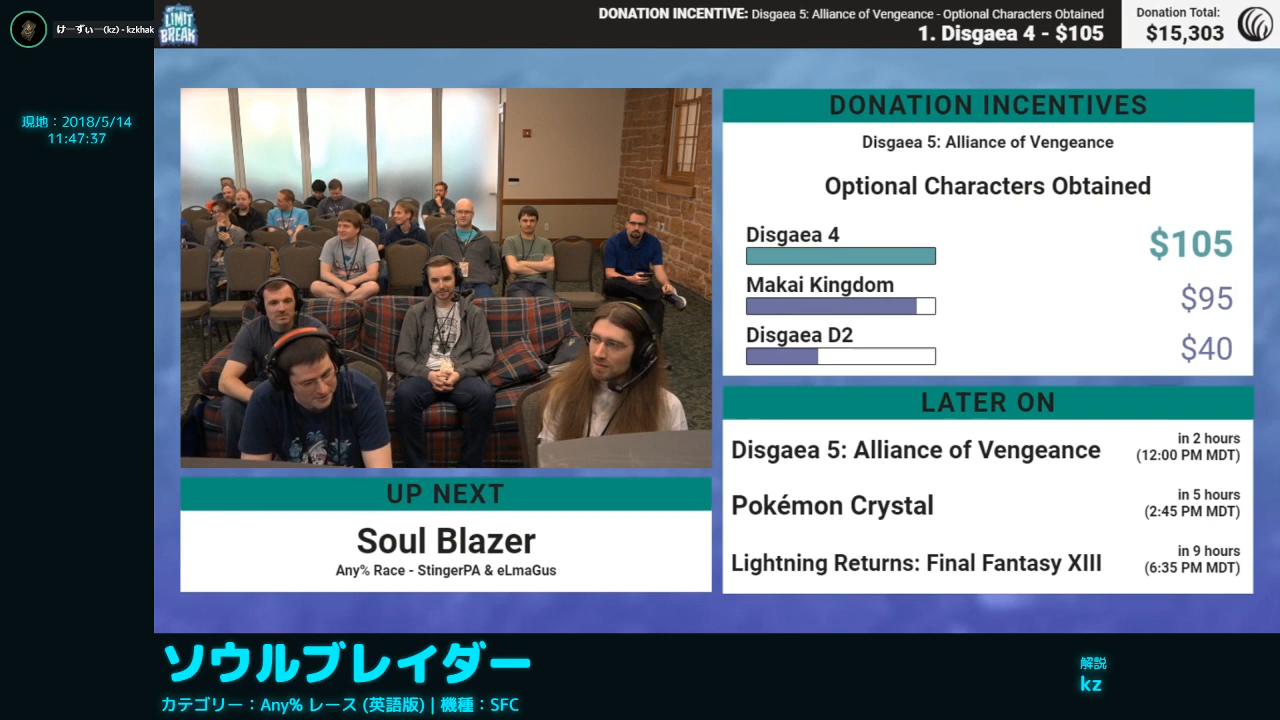 けーずぃー(kz) - kzkhak
LIMIT
BREAK
DONATION INCENTIVE: Disgaea 5: Alliance of Vengeance - Optional Characters Obtained
1. Disgaea 4 - $105
Donation Total:
$15,303
現地：2018/5/14
11:47:37
DONATION INCENTIVES
Disgaea 5: Alliance of Vengeance
Optional Characters Obtained
Disgaea 4
$105
Makai Kingdom
$95
Disgaea D2
$40
LATER ON
Disgaea 5: Alliance of Vengeance
in 2 hours
(12:00 PM MDT)
Pokémon Crystal
in 5 hours
(2:45 PM MDT)
Lightning Returns: Final Fantasy XIII
in 9 hours
(6:35 PM MDT)
UP NEXT
Soul Blazer
Any% Race - StingerPA & eLmaGus
ソウルブレイダー
カテゴリー：Any% レース (英語版) | 機種：SFC
解説
kz